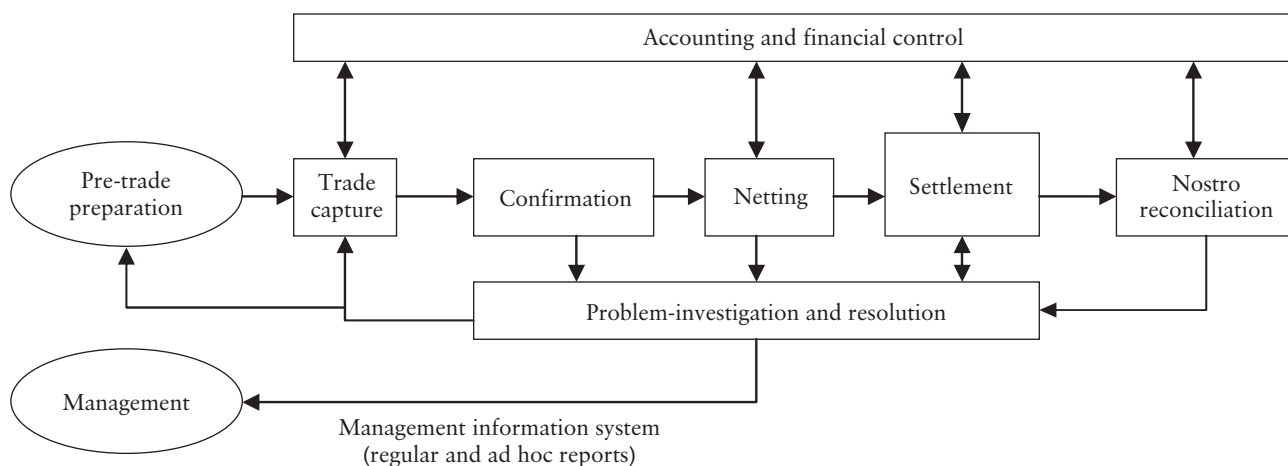 Accounting and financial control
Pre-trade
preparation
Trade
capture
Confirmation
Netting
Settlement
Nostro
reconciliation
Problem-investigation and resolution
Management
Management information system
(regular and ad hoc reports)